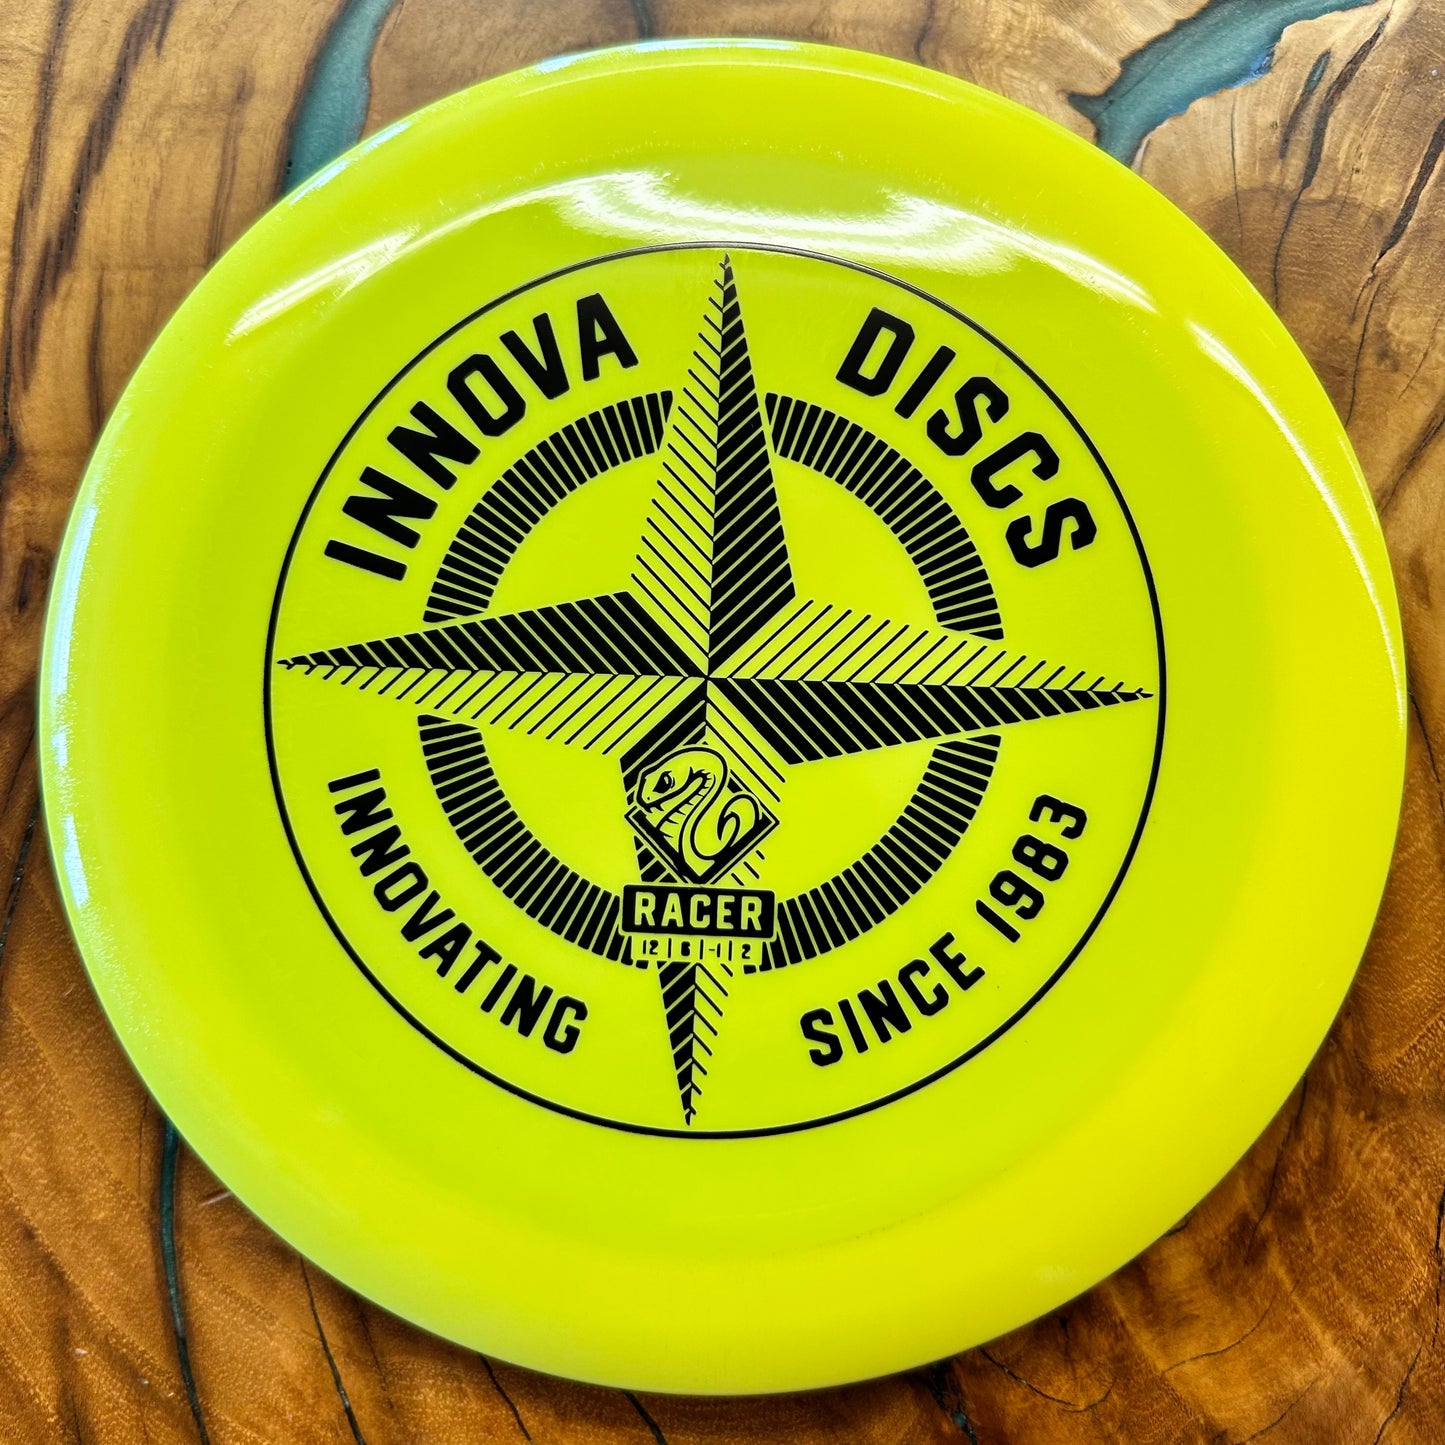 INNOVA DISCS
RACER
12 | 6 | -1 | 2
INNOVATING SINCE 1983